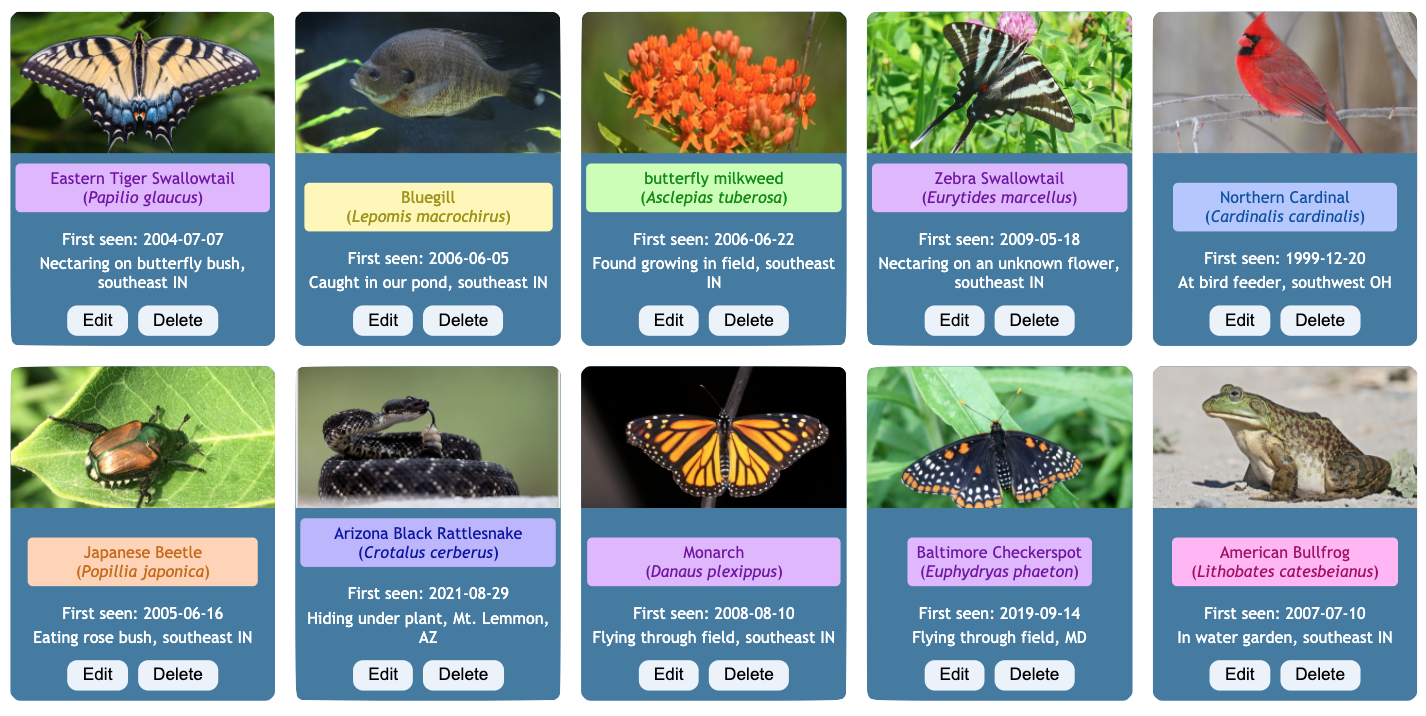 Eastern Tiger Swallowtail
(Papilio glaucus)
First seen: 2004-07-07
Nectaring on butterfly bush,
southeast IN
Edit Delete
Bluegill
(Lepomis macrochirus)
First seen: 2006-06-05
Caught in our pond, southeast IN
Edit Delete
butterfly milkweed
(Asclepias tuberosa)
First seen: 2006-06-22
Found growing in field, southeast
IN
Edit Delete
Zebra Swallowtail
(Eurytides marcellus)
First seen: 2009-05-18
Nectaring on an unknown flower,
southeast IN
Edit Delete
Northern Cardinal
(Cardinalis cardinalis)
First seen: 1999-12-20
At bird feeder, southwest OH
Edit Delete
Japanese Beetle
(Popillia japonica)
First seen: 2005-06-16
Eating rose bush, southeast IN
Edit Delete
Arizona Black Rattlesnake
(Crotalus cerberus)
First seen: 2021-08-29
Hiding under plant, Mt. Lemmon,
AZ
Edit Delete
Monarch
(Danaus plexippus)
First seen: 2008-08-10
Flying through field, southeast IN
Edit Delete
Baltimore Checkerspot
(Euphydryas phaeton)
First seen: 2019-09-14
Flying through field, MD
Edit Delete
American Bullfrog
(Lithobates catesbeianus)
First seen: 2007-07-10
In water garden, southeast IN
Edit Delete